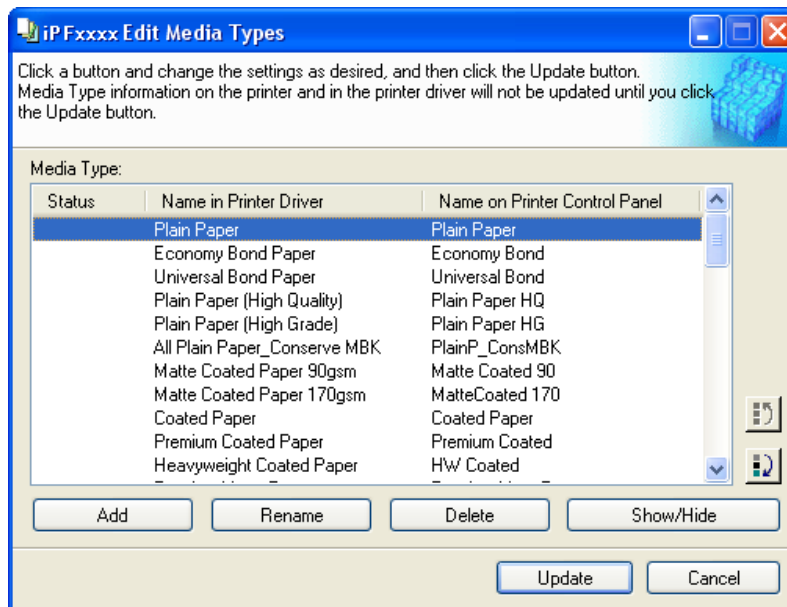 iPFxxxx Edit Media Types
Click a button and change the settings as desired, and then click the Update button.
Media Type information on the printer and in the printer driver will not be updated until you click
the Update button.
Media Type:
Status Name in Printer Driver Name on Printer Control Panel
Plain Paper Plain Paper
Economy Bond Paper Economy Bond
Universal Bond Paper Universal Bond
Plain Paper (High Quality) Plain Paper HQ
Plain Paper (High Grade) Plain Paper HG
All Plain Paper_Conserve MBK PlainP_ConsMBK
Matte Coated Paper 90gsm Matte Coated 90
Matte Coated Paper 170gsm MatteCoated 170
Coated Paper Coated Paper
Premium Coated Paper Premium Coated
Heavyweight Coated Paper HW Coated
Add Rename Delete Show/Hide
Update Cancel